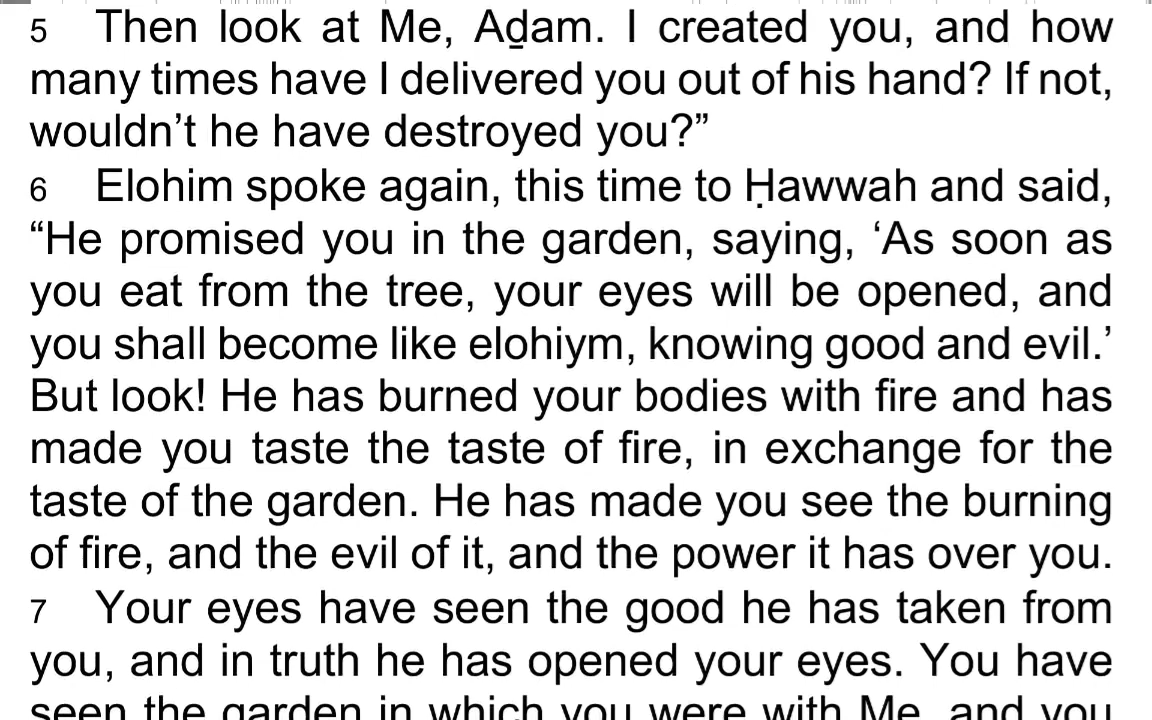 5 Then look at Me, Aḏam. I created you, and how
many times have I delivered you out of his hand? If not,
wouldn’t he have destroyed you?”
6 Elohim spoke again, this time to Ḥawwah and said,
“He promised you in the garden, saying, ‘As soon as
you eat from the tree, your eyes will be opened, and
you shall become like elohiym, knowing good and evil.’
But look! He has burned your bodies with fire and has
made you taste the taste of fire, in exchange for the
taste of the garden. He has made you see the burning
of fire, and the evil of it, and the power it has over you.
7 Your eyes have seen the good he has taken from
you, and in truth he has opened your eyes. You have
seen the garden in which you were with Me, and you